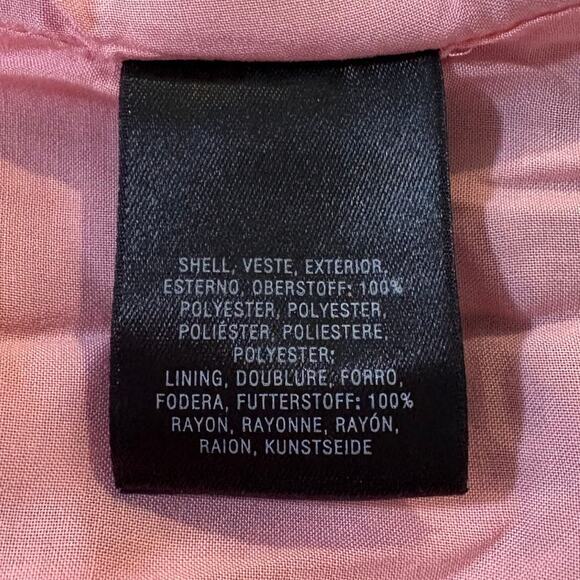 SHELL, VESTE, EXTERIOR,
ESTERNO, OBERSTOFF: 100%
POLYESTER, POLYESTER,
POLIÉSTER, POLIESTERE,
POLYESTER;
LINING, DOUBLURE, FORRO,
FODERA, FUTTERSTOFF: 100%
RAYON, RAYONNE, RAYÓN,
RAION, KUNSTSEIDE